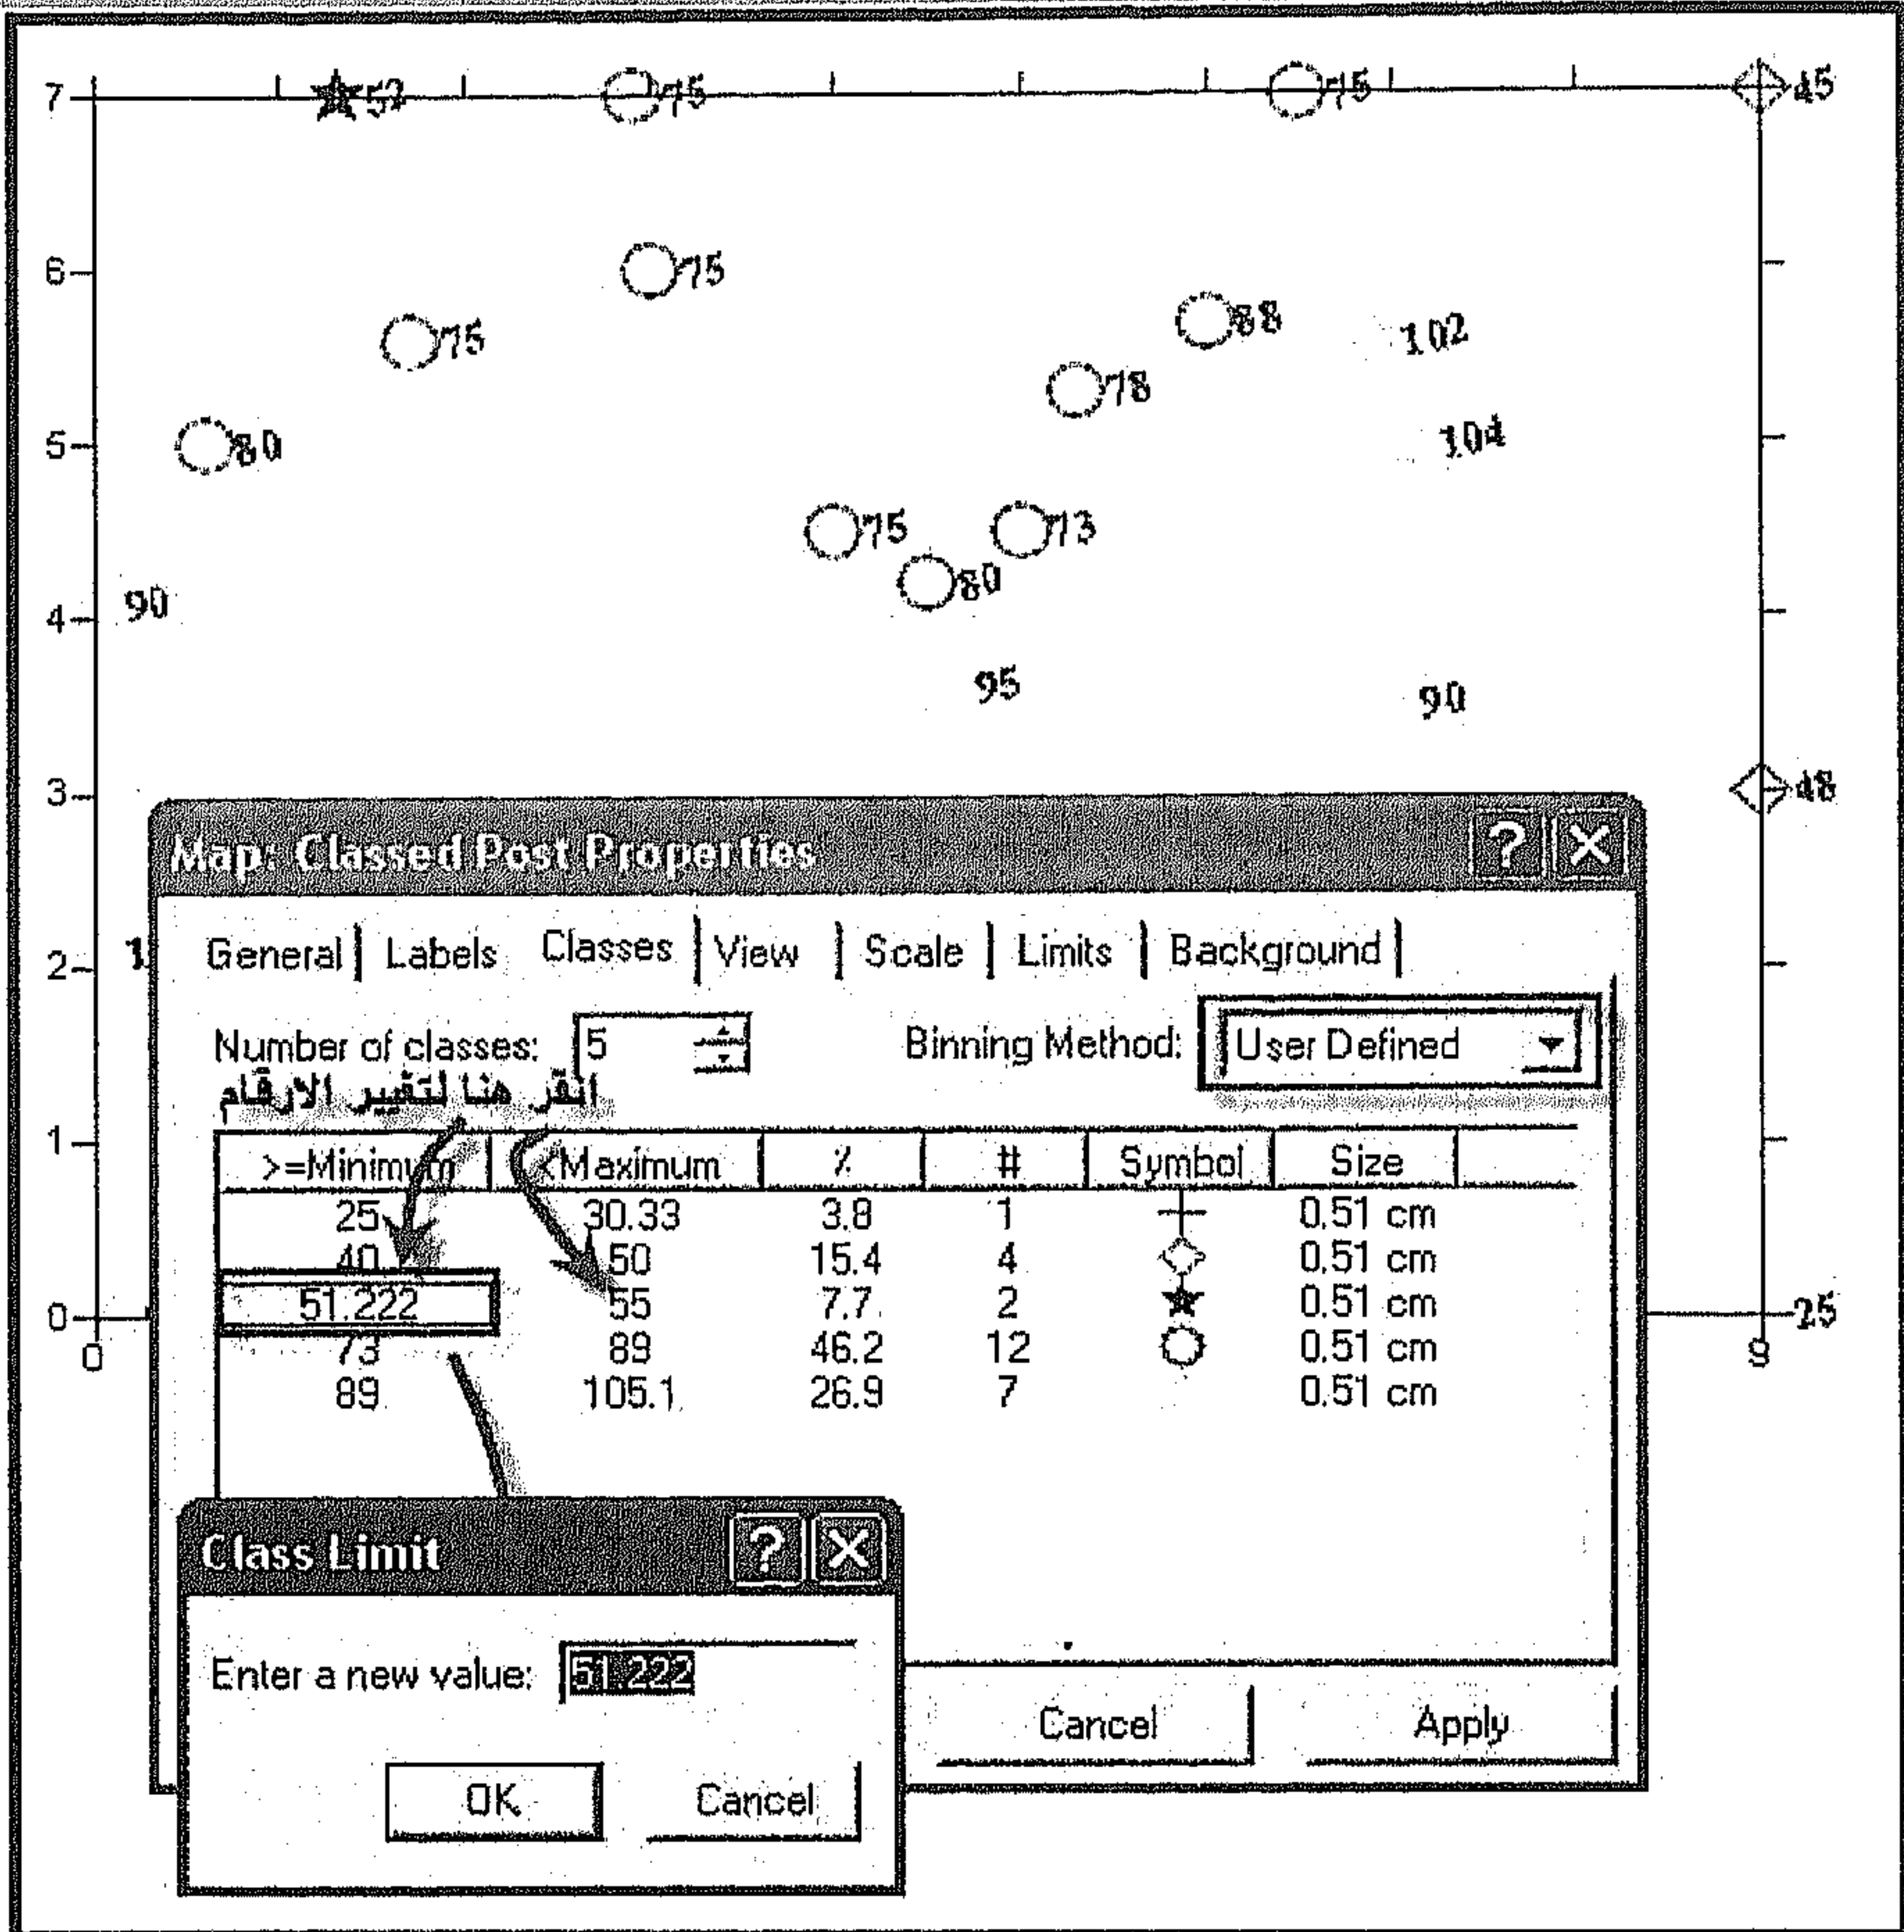 7 52 75 75 45
6 75 88 102
75 78
5 80 104
75 73
80
4 90
95 90
3 48
Map: Classed Post Properties
2 General Labels Classes View Scale Limits Background
Number of classes: 5 Binning Method: User Defined
انقر هنا لتغيير الارقام
1 >=Minimum <Maximum % # Symbol Size
25 30.33 3.8 1 0.51 cm
40 50 15.4 4 0.51 cm
0 51.222 55 7.7 2 0.51 cm 25
0 73 89 46.2 12 0.51 cm 9
89 105.1 26.9 7 0.51 cm
Class Limit
Enter a new value: 51.222
Cancel Apply
OK Cancel